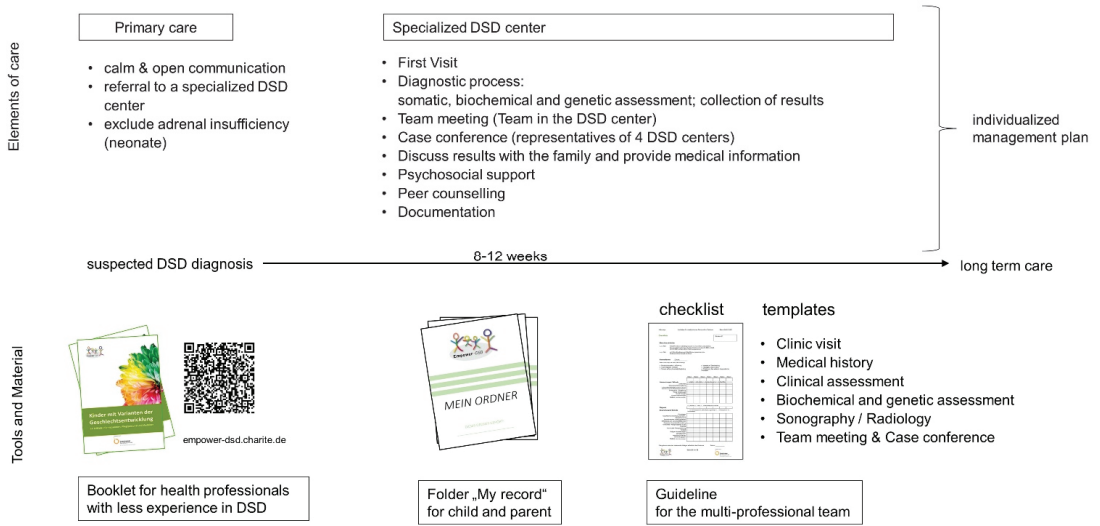 Elements of care
Primary care
• calm & open communication
• referral to a specialized DSD
center
• exclude adrenal insufficiency
(neonate)
Specialized DSD center
• First Visit
• Diagnostic process:
somatic, biochemical and genetic assessment; collection of results
• Team meeting (Team in the DSD center)
• Case conference (representatives of 4 DSD centers)
• Discuss results with the family and provide medical information
• Psychosocial support
• Peer counselling
• Documentation
individualized
management plan
suspected DSD diagnosis
8-12 weeks
long term care
Tools and Material
Kinder mit Varianten der
Geschlechtsentwicklung
empower-dsd.charite.de
Booklet for health professionals
with less experience in DSD
Empower DSD
MEIN ORDNER
Folder „My record“
for child and parent
checklist
templates
• Clinic visit
• Medical history
• Clinical assessment
• Biochemical and genetic assessment
• Sonography / Radiology
• Team meeting & Case conference
Guideline
for the multi-professional team